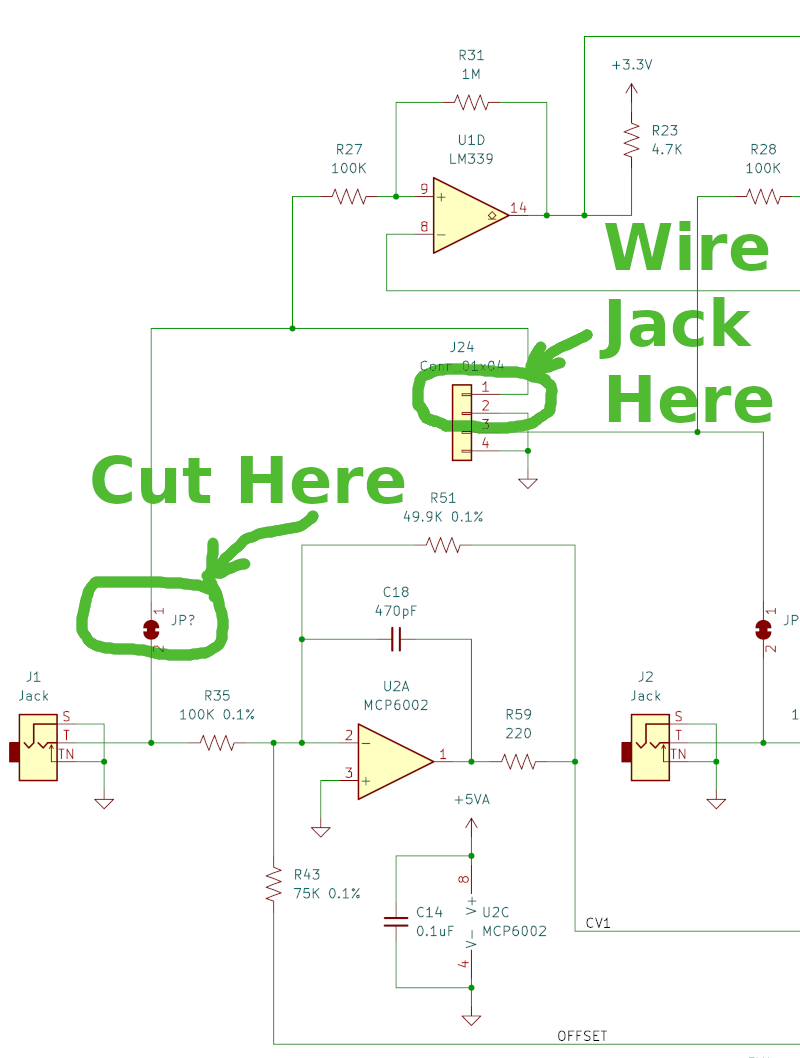 R31
1M
+3.3V
R23
4.7K
R27
100K
U1D
LM339
R28
100K
9
+
8
−
14
Wire
Jack
Here
J24
Conn_01x04
1
2
3
4
Cut Here
R51
49.9K 0.1%
C18
470pF
1
JP?
2
1
JP
2
J1
Jack
S
T
TN
R35
100K 0.1%
U2A
MCP6002
2
−
3
+
1
R59
220
J2
Jack
S
T
TN
1
+5VA
R43
75K 0.1%
C14
0.1uF
8
V+
V−
4
U2C
MCP6002
CV1
OFFSET